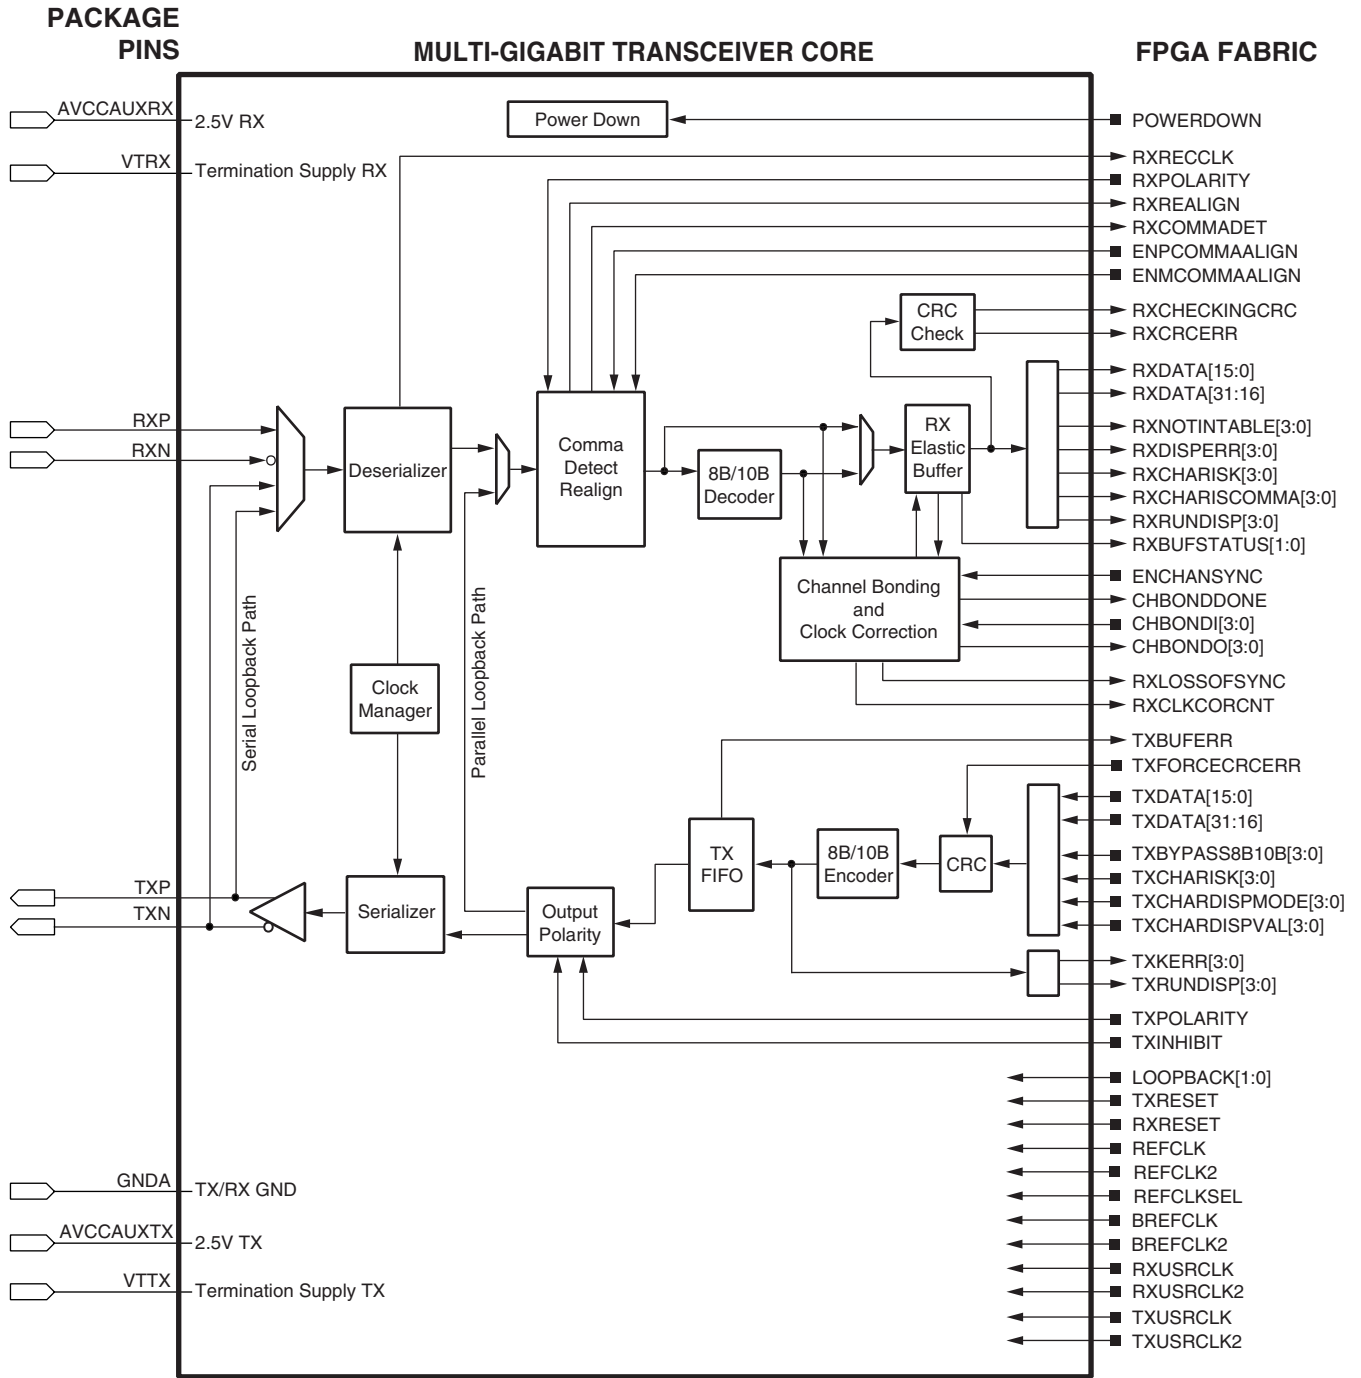 PACKAGE
PINS
MULTI-GIGABIT TRANSCEIVER CORE
FPGA FABRIC
AVCCAUXRX
2.5V RX
Power Down
POWERDOWN
VTRX
Termination Supply RX
RXRECCLK
RXPOLARITY
RXREALIGN
RXCOMMADET
ENPCOMMAALIGN
ENMCOMMAALIGN
CRC
Check
RXCHECKINGCRC
RXCRCERR
RXDATA[15:0]
RXDATA[31:16]
RXP
RXN
Deserializer
Comma
Detect
Realign
8B/10B
Decoder
RX
Elastic
Buffer
RXNOTINTABLE[3:0]
RXDISPERR[3:0]
RXCHARISK[3:0]
RXCHARISCOMMA[3:0]
RXRUNDISP[3:0]
RXBUFSTATUS[1:0]
Channel Bonding
and
Clock Correction
ENCHANSYNC
CHBONDDONE
CHBONDI[3:0]
CHBONDO[3:0]
RXLOSSOFSYNC
RXCLKCORCNT
Serial Loopback Path
Clock
Manager
Parallel Loopback Path
TXBUFERR
TXFORCECRCERR
TXDATA[15:0]
TXDATA[31:16]
TX
FIFO
8B/10B
Encoder
CRC
TXBYPASS8B10B[3:0]
TXCHARISK[3:0]
TXCHARDISPMODE[3:0]
TXCHARDISPVAL[3:0]
TXP
TXN
Serializer
Output
Polarity
TXKERR[3:0]
TXRUNDISP[3:0]
TXPOLARITY
TXINHIBIT
LOOPBACK[1:0]
TXRESET
RXRESET
REFCLK
REFCLK2
REFCLKSEL
BREFCLK
BREFCLK2
RXUSRCLK
RXUSRCLK2
TXUSRCLK
TXUSRCLK2
GNDA
TX/RX GND
AVCCAUXTX
2.5V TX
VTTX
Termination Supply TX